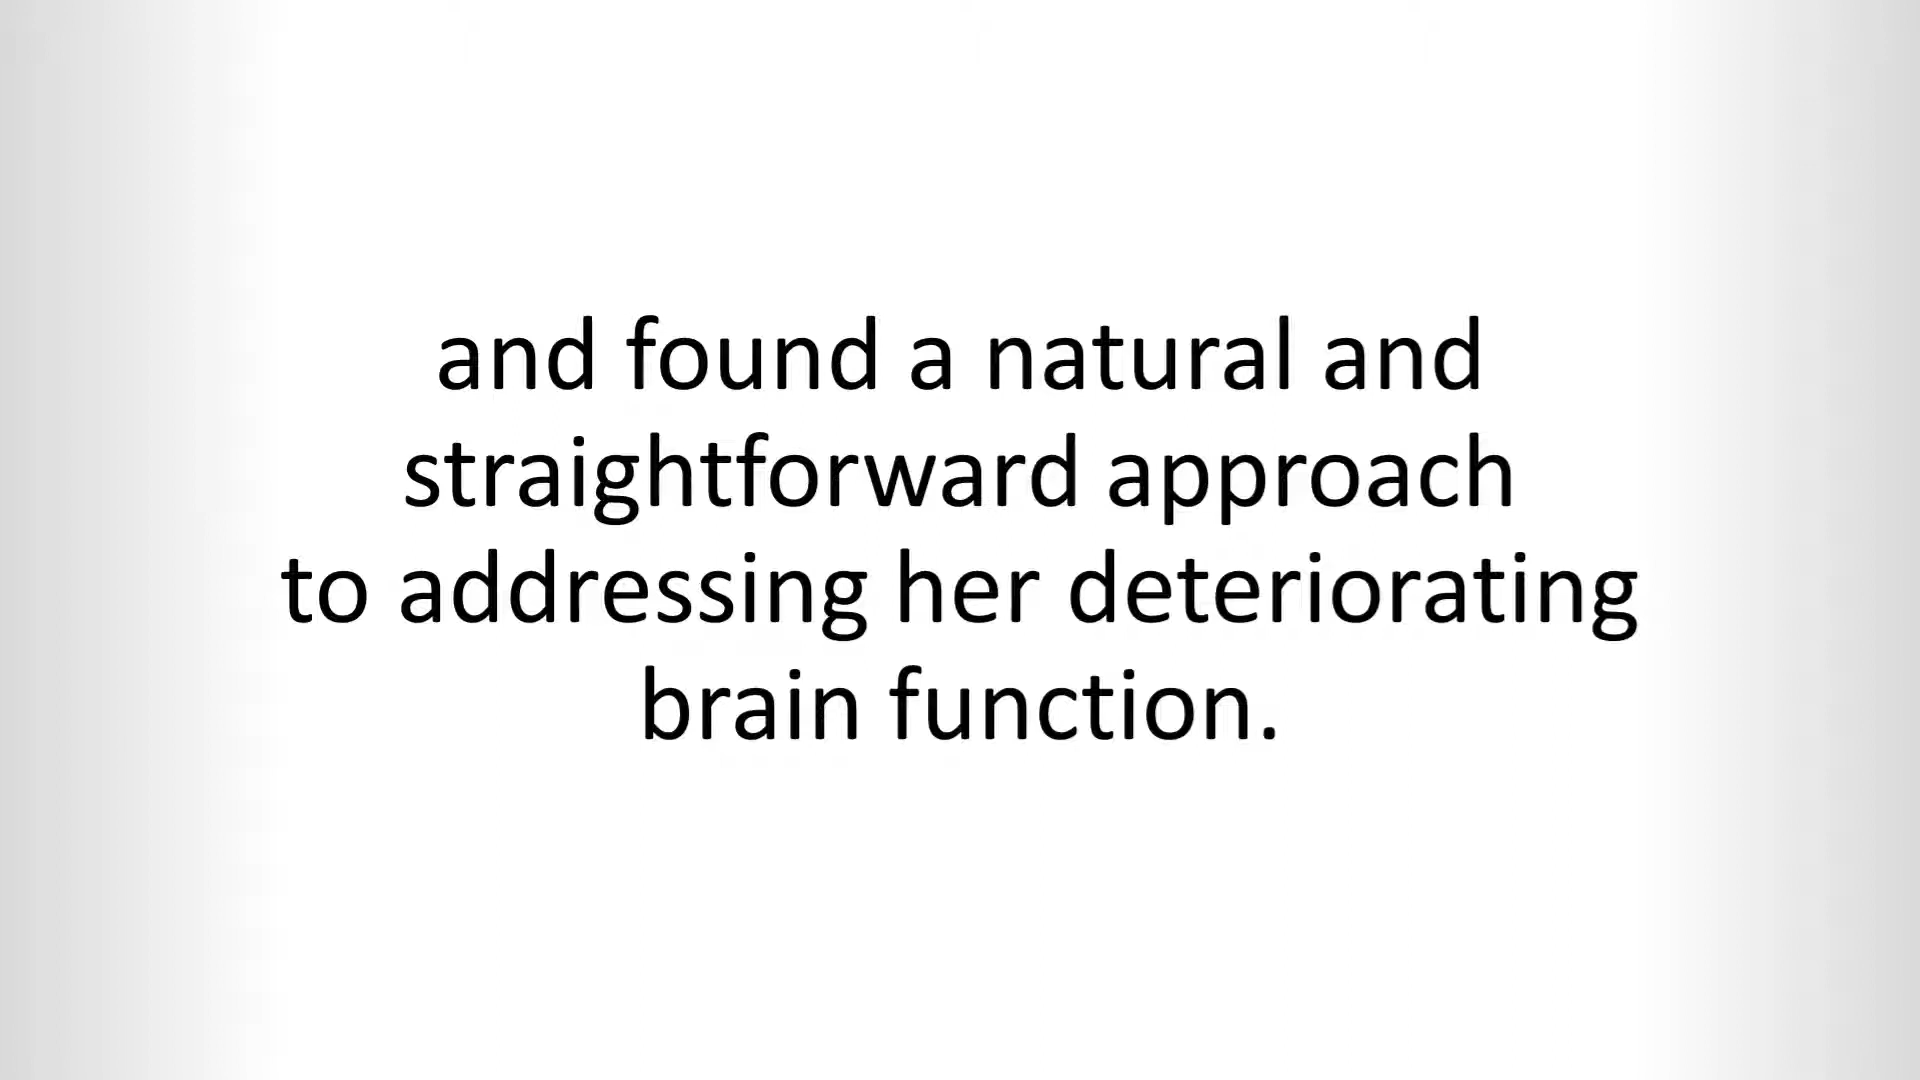 and found a natural and
straightforward approach
to addressing her deteriorating
brain function.